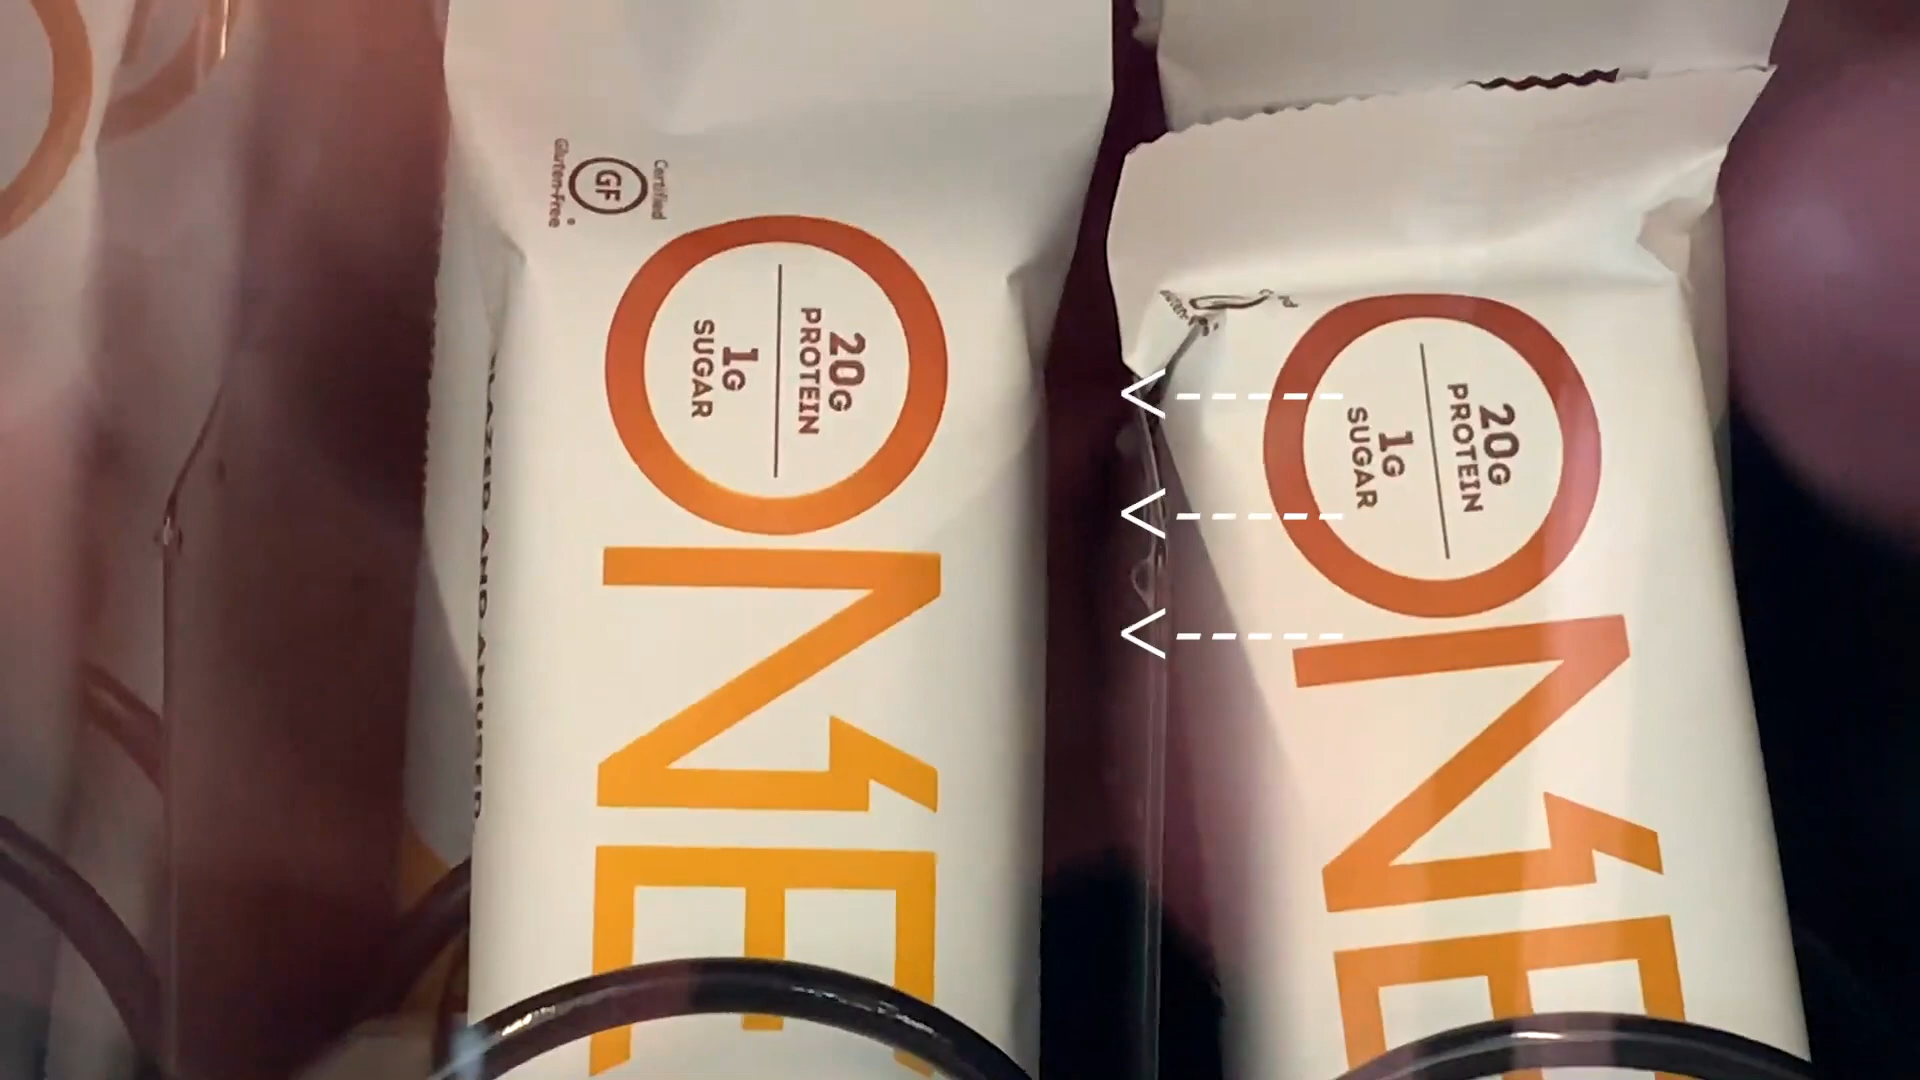 Certified
GF
Gluten-Free®
20G
PROTEIN
1G
SUGAR
ONE
20G
PROTEIN
1G
SUGAR
ONE